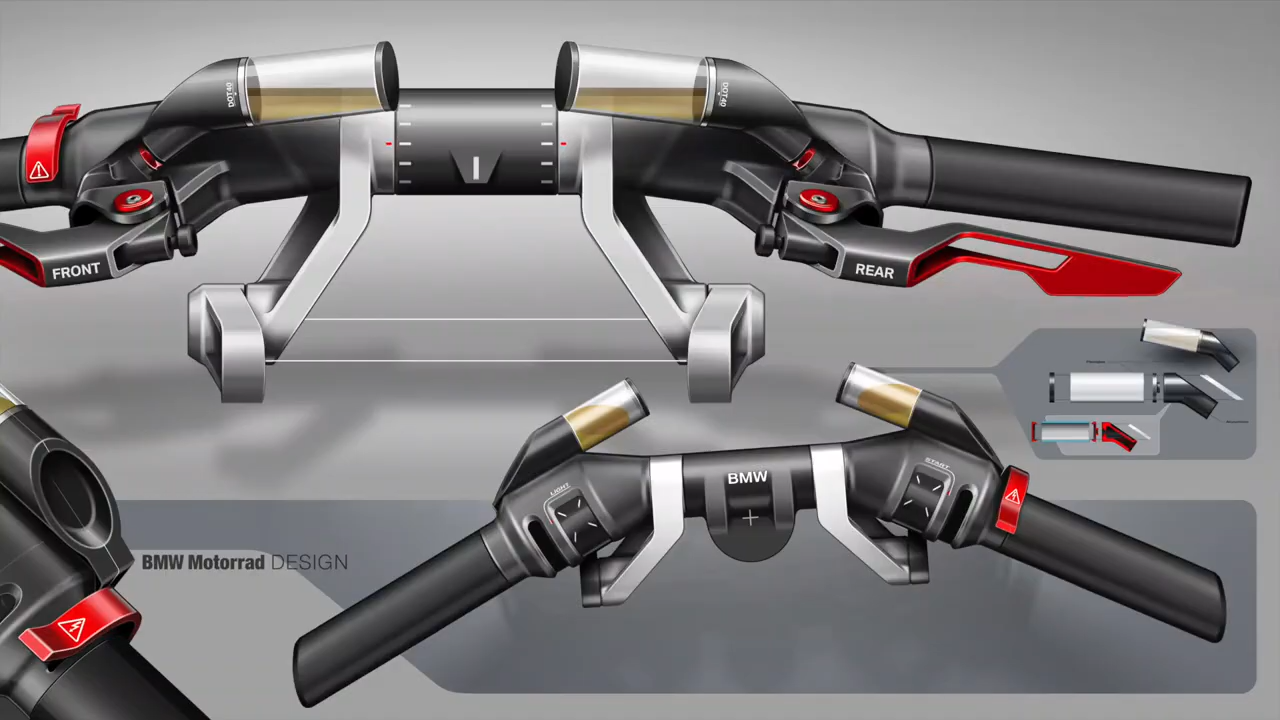 DOT40
DOT40
FRONT
REAR
BMW
LIGHT
START
BMW Motorrad DESIGN